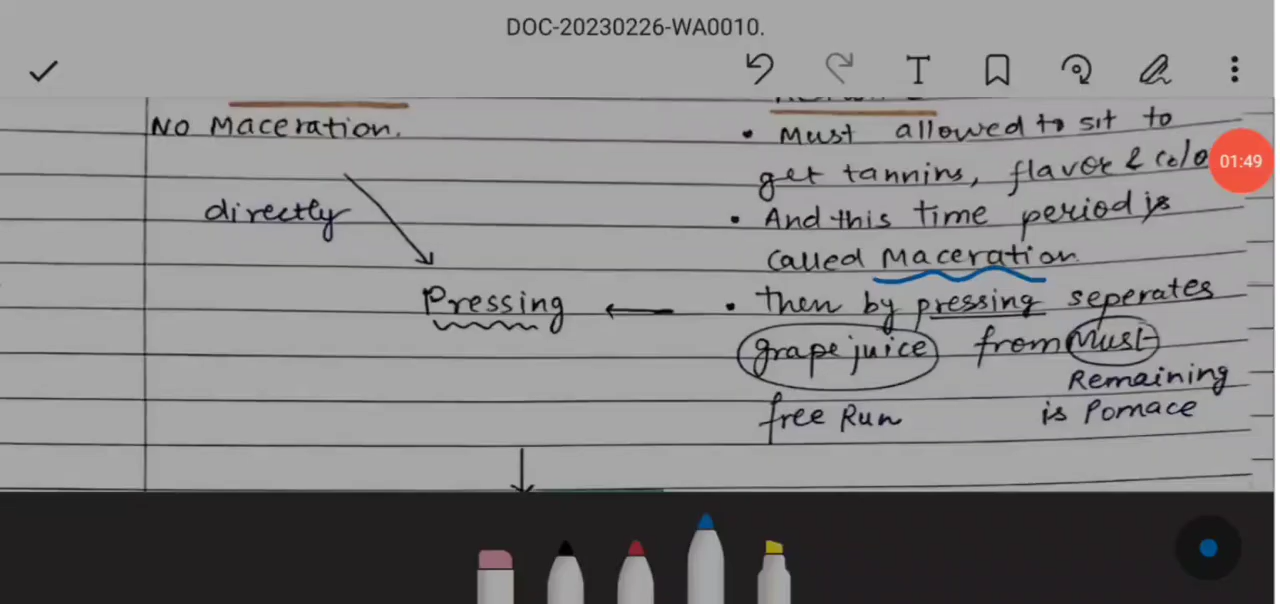 DOC-20230226-WA0010.
T
No Maceration.
directly
Pressing
• Must allowed to sit to
get tannins, flavor & colo
01:49
• And this time period is
called Maceration
• then by pressing seperates
grape juice from Must
Remaining
free Run is Pomace